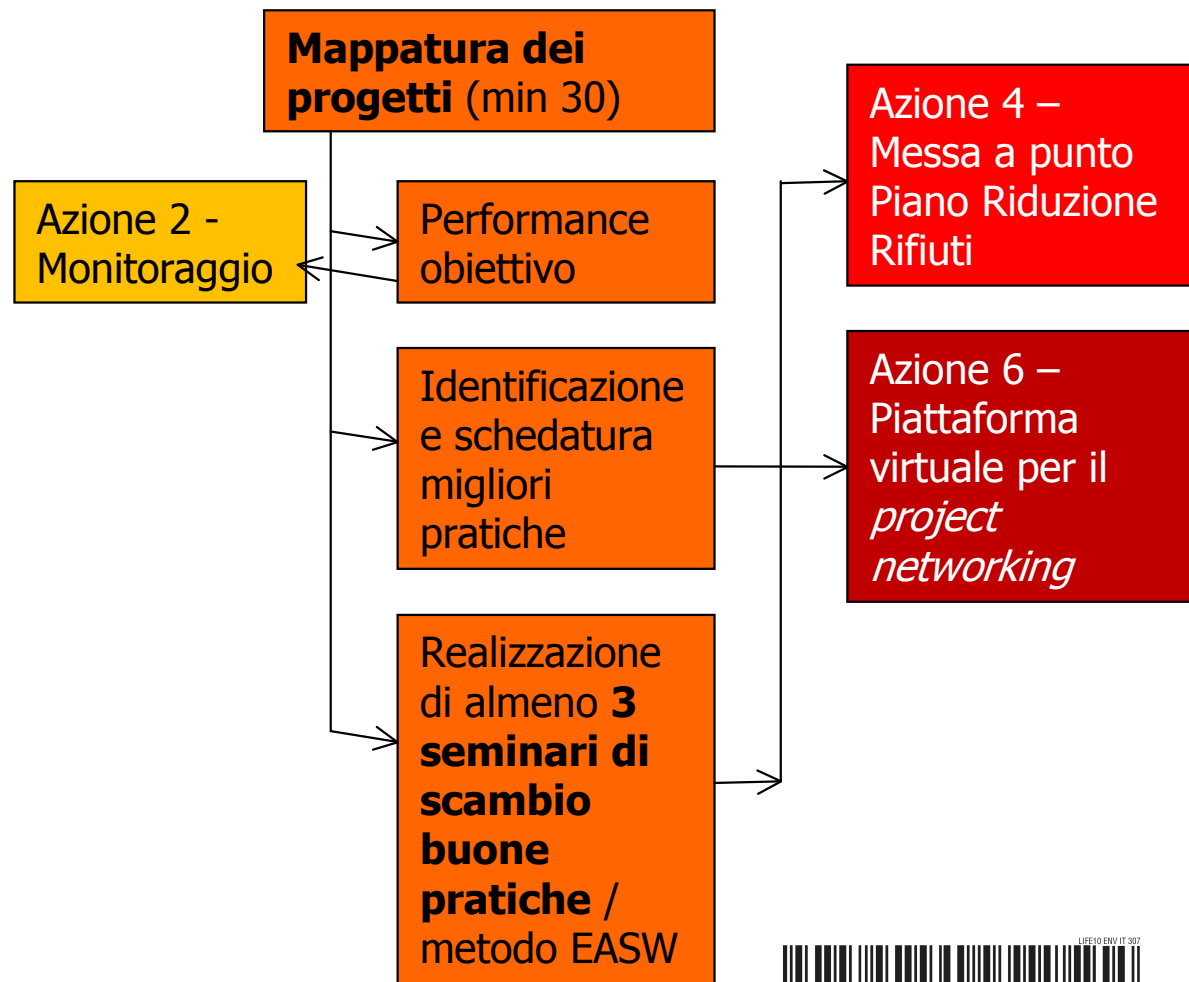 Mappatura dei
progetti (min 30)
Azione 2 -
Monitoraggio
Performance
obiettivo
Identificazione
e schedatura
migliori
pratiche
Realizzazione
di almeno 3
seminari di
scambio
buone
pratiche /
metodo EASW
Azione 4 –
Messa a punto
Piano Riduzione
Rifiuti
Azione 6 –
Piattaforma
virtuale per il
project
networking
LIFE10 ENV IT 307